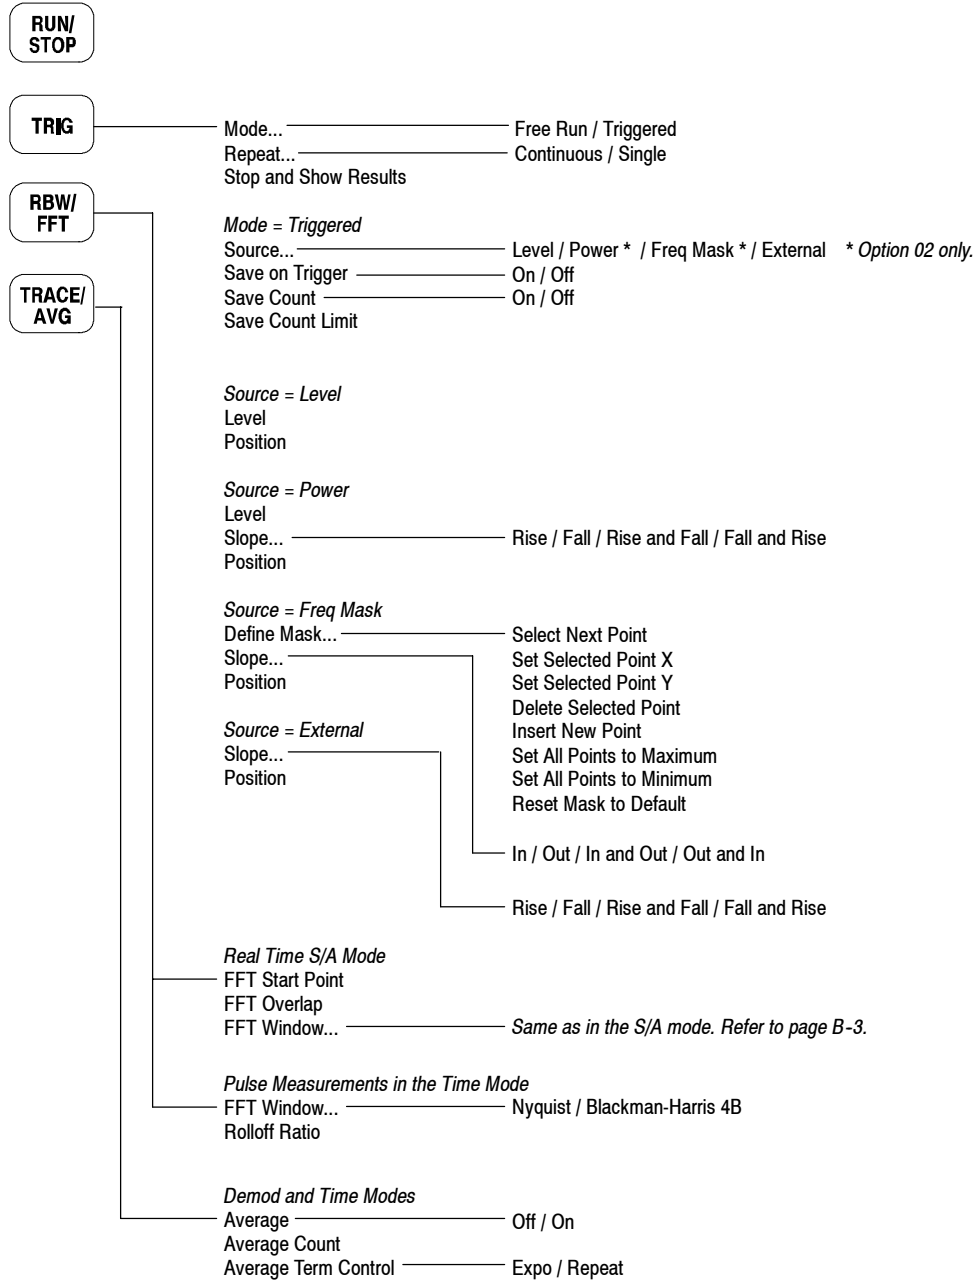 RUN/
STOP
TRIG
Mode... Free Run / Triggered
Repeat... Continuous / Single
Stop and Show Results
RBW/
FFT
Mode = Triggered
Source... Level / Power * / Freq Mask * / External * Option 02 only.
Save on Trigger On / Off
Save Count On / Off
Save Count Limit
TRACE/
AVG
Source = Level
Level
Position
Source = Power
Level
Slope... Rise / Fall / Rise and Fall / Fall and Rise
Position
Source = Freq Mask
Define Mask... Select Next Point
Slope... Set Selected Point X
Position Set Selected Point Y
Delete Selected Point
Source = External Insert New Point
Slope... Set All Points to Maximum
Position Set All Points to Minimum
Reset Mask to Default
In / Out / In and Out / Out and In
Rise / Fall / Rise and Fall / Fall and Rise
Real Time S/A Mode
FFT Start Point
FFT Overlap
FFT Window... Same as in the S/A mode. Refer to page B-3.
Pulse Measurements in the Time Mode
FFT Window... Nyquist / Blackman-Harris 4B
Rolloff Ratio
Demod and Time Modes
Average Off / On
Average Count
Average Term Control Expo / Repeat